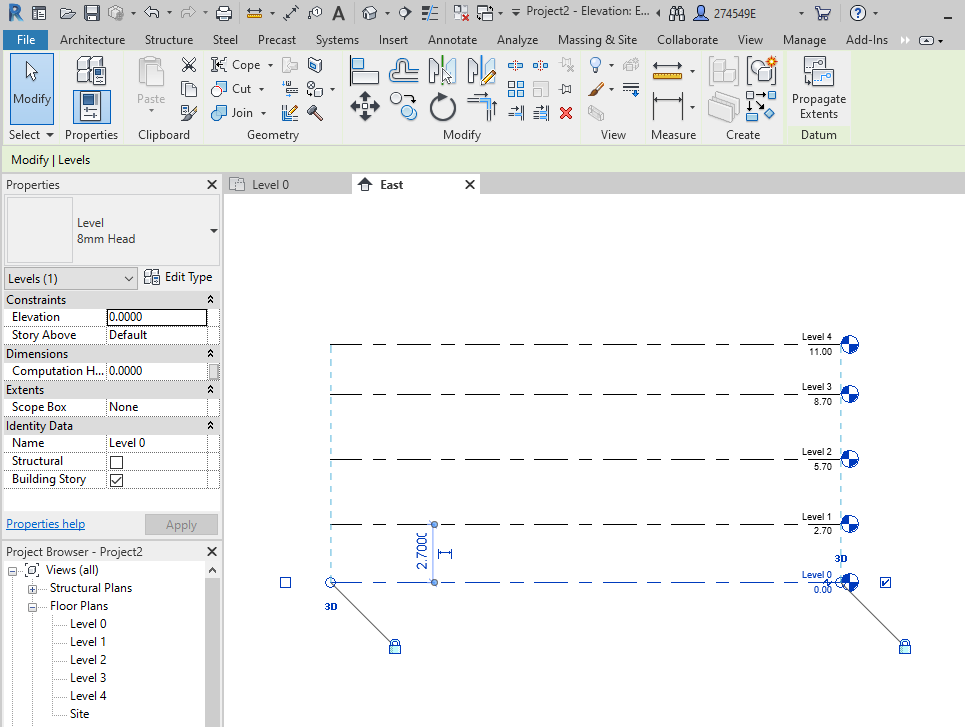 Project2 - Elevation: E... 274549E
File Architecture Structure Steel Precast Systems Insert Annotate Analyze Massing & Site Collaborate View Manage Add-Ins
Modify
Paste
Cope
Cut
Join
Propagate
Extents
Select Properties Clipboard Geometry Modify View Measure Create Datum
Modify | Levels
Properties
Level 0
East
Level
8mm Head
Levels (1)
Edit Type
Constraints
Elevation 0.0000
Story Above Default
Dimensions
Computation H... 0.0000
Extents
Scope Box None
Identity Data
Name Level 0
Structural
Building Story
Properties help
Apply
Project Browser - Project2
Views (all)
Structural Plans
Floor Plans
Level 0
Level 1
Level 2
Level 3
Level 4
Site
Level 4
11.00
Level 3
8.70
Level 2
5.70
Level 1
2.70
2.7000
3D
Level 0
0.00
3D